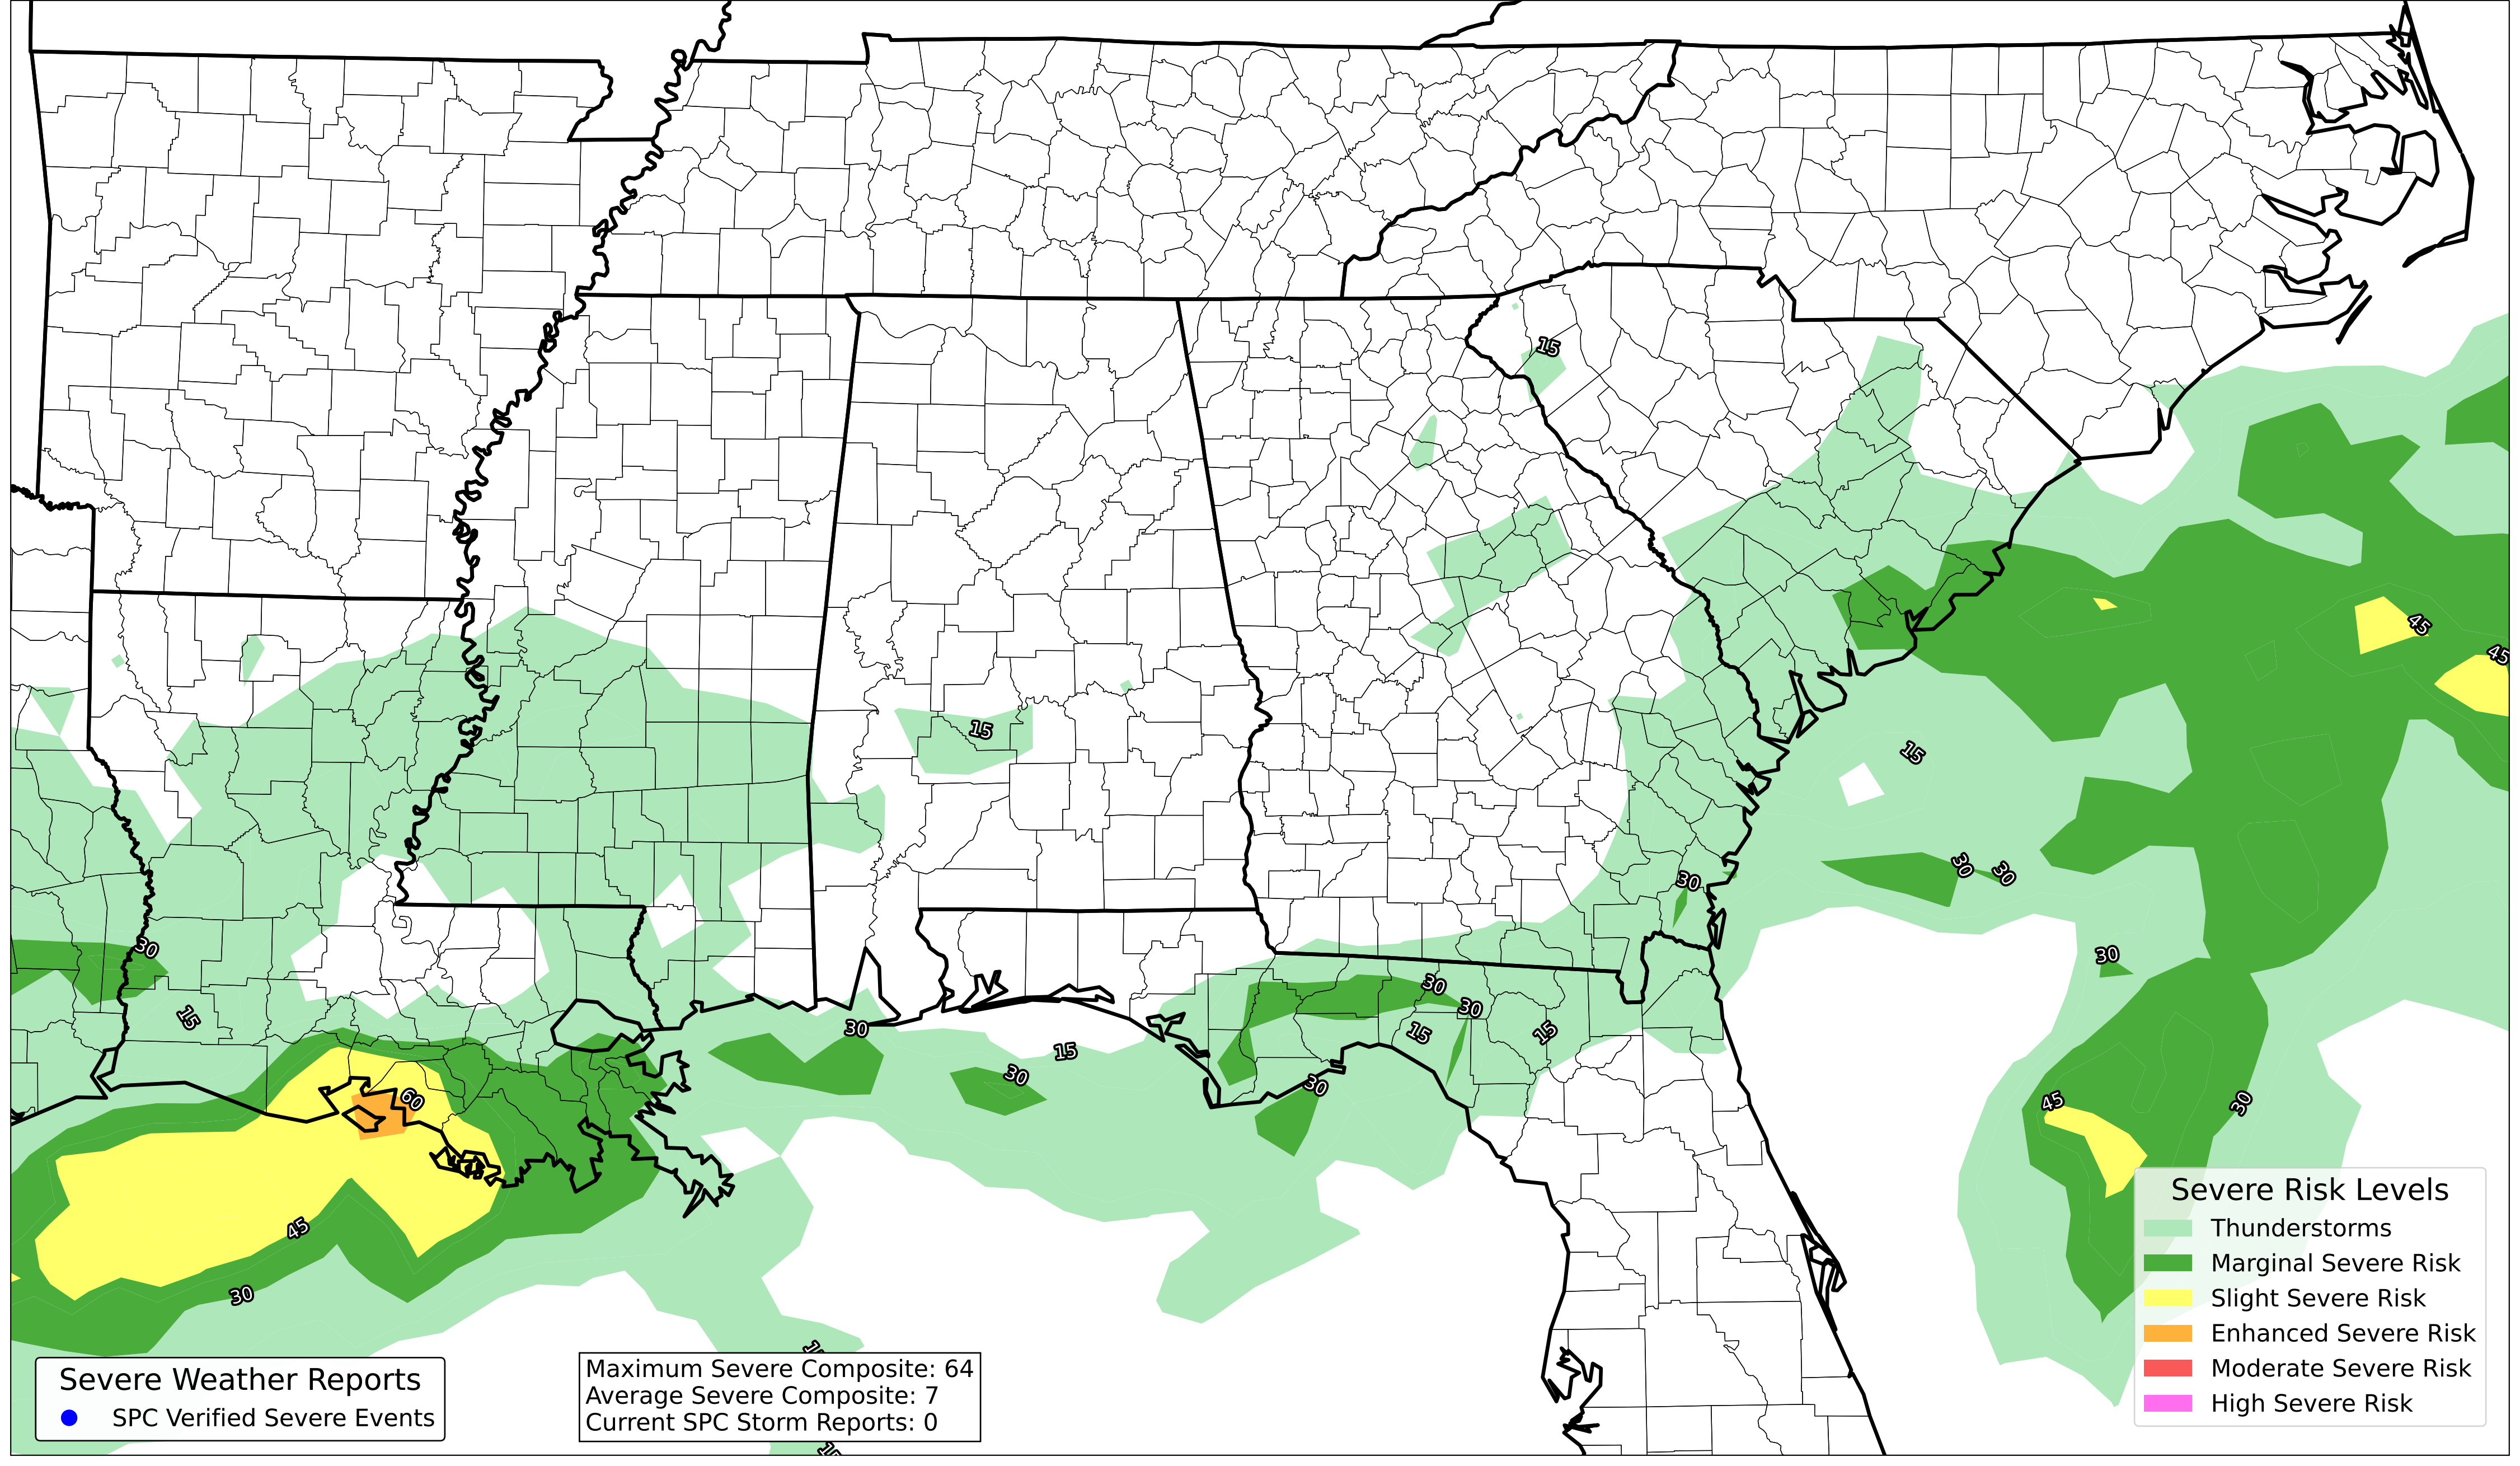 15
15
45
45
15
30
30
30
30
30
30
30
15
15
15
30
30
15
30
30
60
45
30
45
30
15
15
Severe Risk Levels
Thunderstorms
Marginal Severe Risk
Slight Severe Risk
Enhanced Severe Risk
Moderate Severe Risk
High Severe Risk
Severe Weather Reports
SPC Verified Severe Events
Maximum Severe Composite: 64
Average Severe Composite: 7
Current SPC Storm Reports: 0